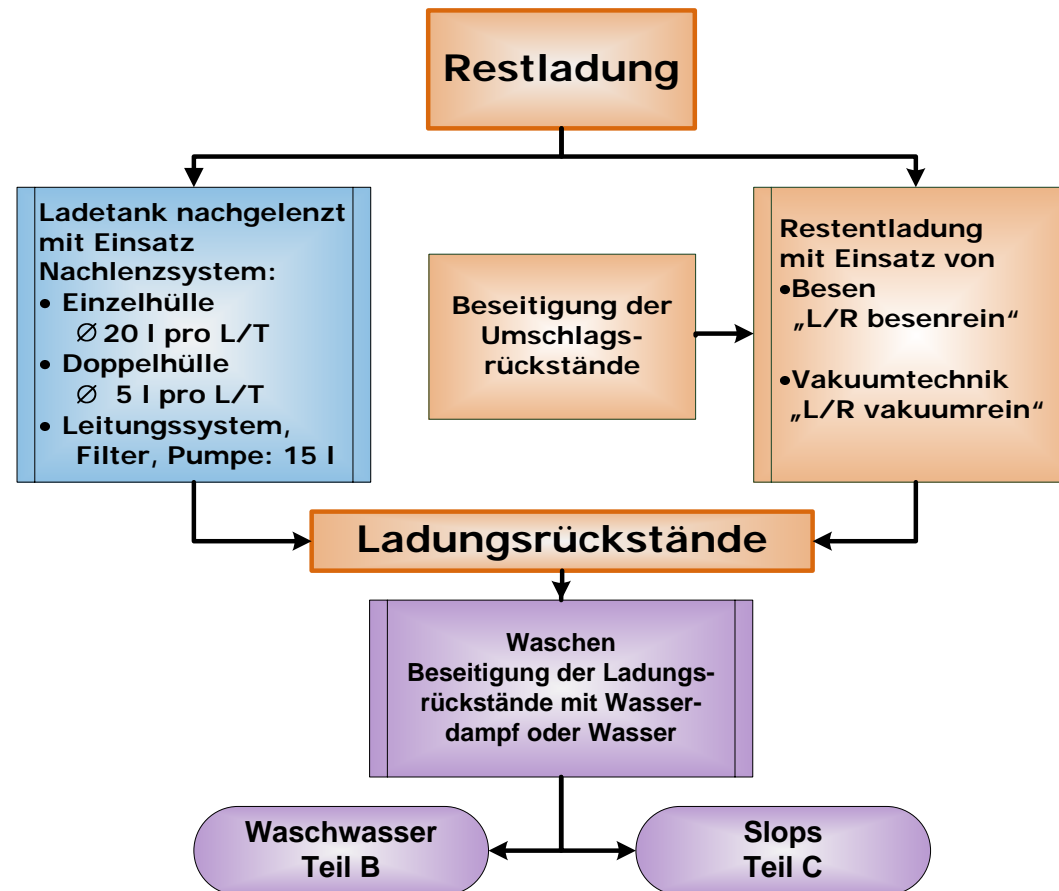 Restladung
Ladetank nachgelenzt
mit Einsatz
Nachlenzsystem:
• Einzelhülle
∅ 20 l pro L/T
• Doppelhülle
∅ 5 l pro L/T
• Leitungssystem,
Filter, Pumpe: 15 l
Beseitigung der
Umschlags-
rückstände
Restentladung
mit Einsatz von
•Besen
„L/R besenrein“
•Vakuumtechnik
„L/R vakuumrein“
Ladungsrückstände
Waschen
Beseitigung der Ladungs-
rückstände mit Wasser-
dampf oder Wasser
Waschwasser
Teil B
Slops
Teil C